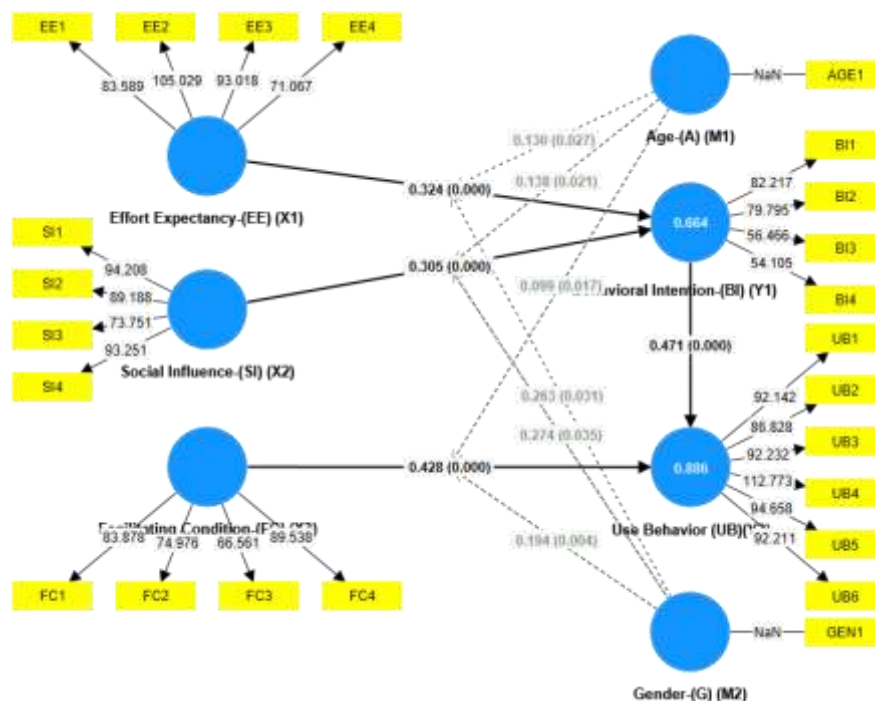 EE1 EE2 EE3 EE4
83.589 105.029 93.018 71.067
Effort Expectancy-(EE) (X1)
NaN AGE1
Age-(A) (M1)
0.130 (0.027)
0.138 (0.021)
0.324 (0.000)
BI1
82.217
BI2
79.795
0.664
56.466
BI3
54.105
BI4
(BI) (Y1)
SI1
94.208
SI2
89.188
SI3
73.751
93.251
SI4
Social Influence-(SI) (X2)
0.305 (0.000)
0.099 (0.017)
0.471 (0.000)
UB1
92.142
UB2
86.828
UB3
92.232
0.886
112.773
UB4
94.658
UB5
92.211
UB6
Use Behavior (UB)
0.263 (0.031)
0.274 (0.035)
0.428 (0.000)
0.194 (0.004)
83.878 74.976 66.561 89.538
FC1 FC2 FC3 FC4
NaN GEN1
Gender-(G) (M2)